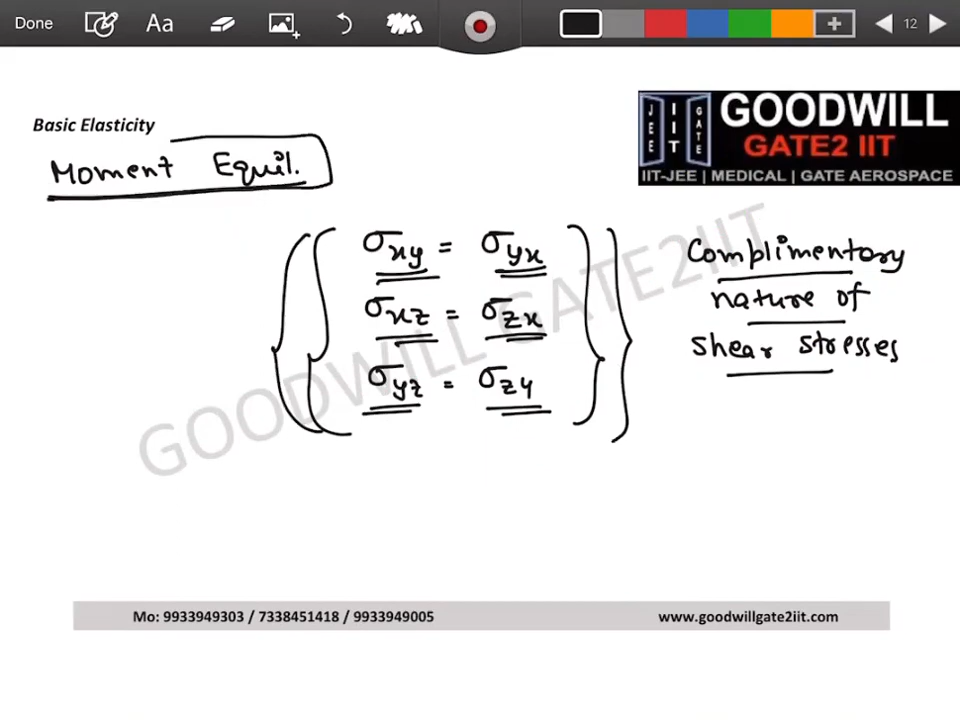 Done
Aa
12
Basic Elasticity
Moment Equil.
JEE
IIT
GATE
GOODWILL
GATE2 IIT
IIT-JEE | MEDICAL | GATE AEROSPACE
σxy = σyx
σxz = σzx
σyz = σzy
Complimentory
nature of
shear stresses
GOODWILL GATE2IIT
Mo: 9933949303 / 7338451418 / 9933949005
www.goodwillgate2iit.com